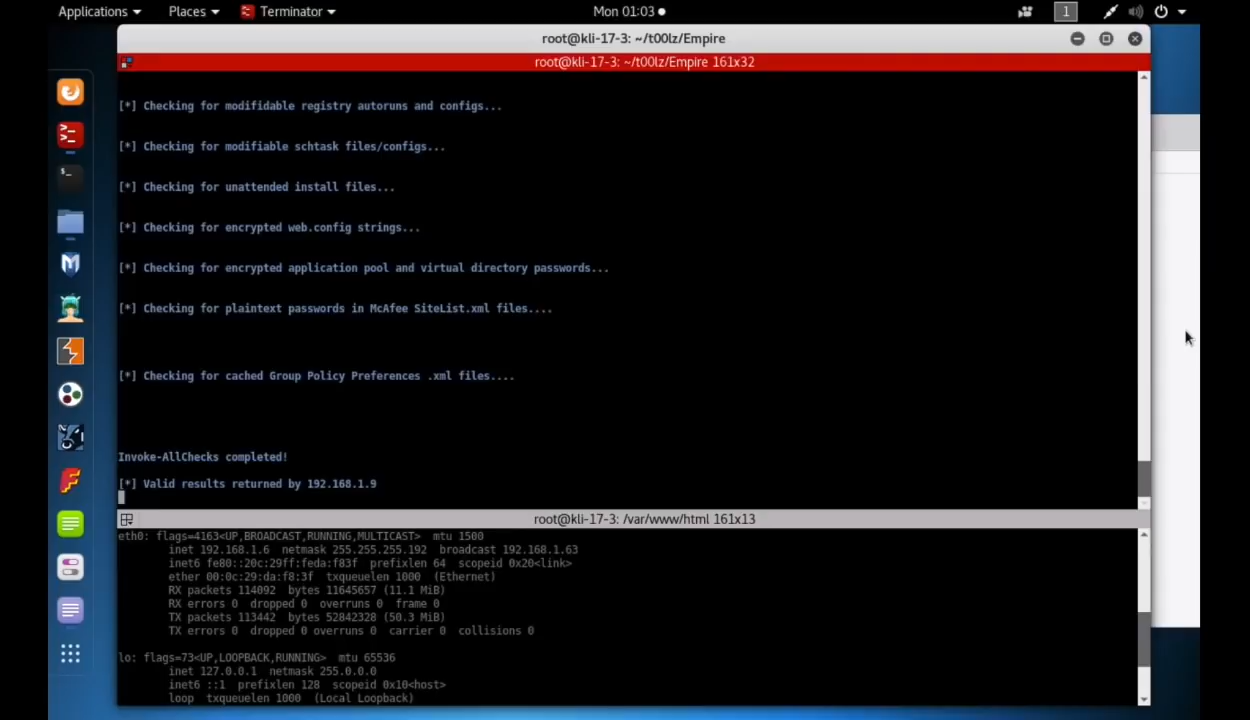 Applications
Places
Terminator
Mon 01:03
1
root@kli-17-3: ~/t00lz/Empire
root@kli-17-3: ~/t00lz/Empire 161x32
[*] Checking for modifidable registry autoruns and configs...
[*] Checking for modifiable schtask files/configs...
[*] Checking for unattended install files...
[*] Checking for encrypted web.config strings...
[*] Checking for encrypted application pool and virtual directory passwords...
[*] Checking for plaintext passwords in McAfee SiteList.xml files....
[*] Checking for cached Group Policy Preferences .xml files....
Invoke-AllChecks completed!
[*] Valid results returned by 192.168.1.9
root@kli-17-3: /var/www/html 161x13
eth0: flags=4163<UP,BROADCAST,RUNNING,MULTICAST>  mtu 1500
inet 192.168.1.6  netmask 255.255.255.192  broadcast 192.168.1.63
inet6 fe80::20c:29ff:feda:f83f  prefixlen 64  scopeid 0x20<link>
ether 00:0c:29:da:f8:3f  txqueuelen 1000  (Ethernet)
RX packets 114092  bytes 11645657 (11.1 MiB)
RX errors 0  dropped 0  overruns 0  frame 0
TX packets 113442  bytes 52842328 (50.3 MiB)
TX errors 0  dropped 0 overruns 0  carrier 0  collisions 0
lo: flags=73<UP,LOOPBACK,RUNNING>  mtu 65536
inet 127.0.0.1  netmask 255.0.0.0
inet6 ::1  prefixlen 128  scopeid 0x10<host>
loop  txqueuelen 1000  (Local Loopback)